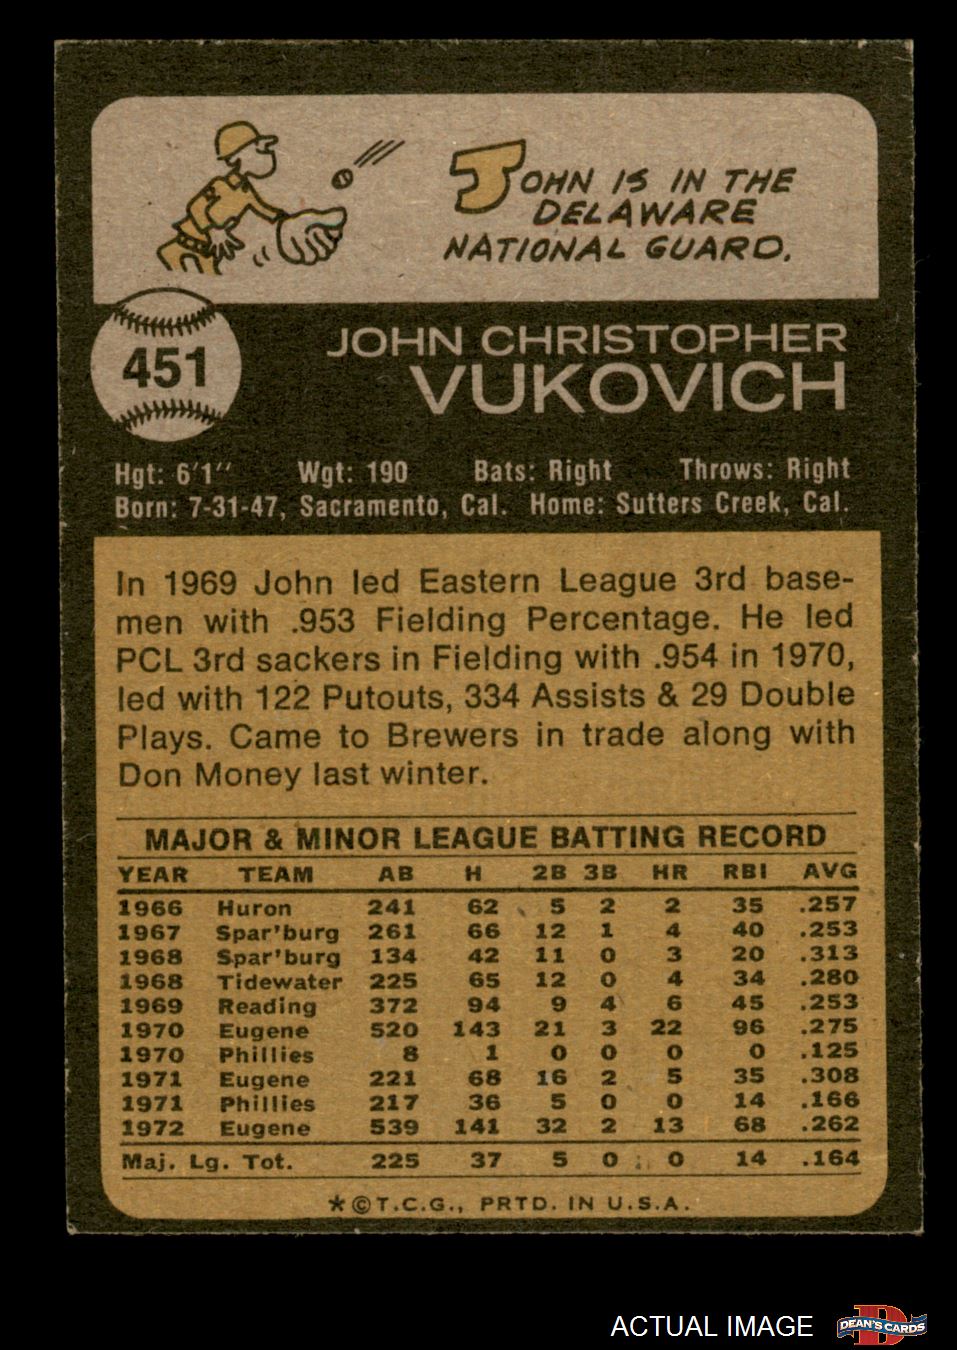 JOHN IS IN THE
DELAWARE
NATIONAL GUARD.
451
JOHN CHRISTOPHER
VUKOVICH
Hgt: 6'1" Wgt: 190 Bats: Right Throws: Right
Born: 7-31-47, Sacramento, Cal. Home: Sutters Creek, Cal.
In 1969 John led Eastern League 3rd base-
men with .953 Fielding Percentage. He led
PCL 3rd sackers in Fielding with .954 in 1970,
led with 122 Putouts, 334 Assists & 29 Double
Plays. Came to Brewers in trade along with
Don Money last winter.
MAJOR & MINOR LEAGUE BATTING RECORD
YEAR TEAM AB H 2B 3B HR RBI AVG
1966 Huron 241 62 5 2 2 35 .257
1967 Spar'burg 261 66 12 1 4 40 .253
1968 Spar'burg 134 42 11 0 3 20 .313
1968 Tidewater 225 65 12 0 4 34 .280
1969 Reading 372 94 9 4 6 45 .253
1970 Eugene 520 143 21 3 22 96 .275
1970 Phillies 8 1 0 0 0 0 .125
1971 Eugene 221 68 16 2 5 35 .308
1971 Phillies 217 36 5 0 0 14 .166
1972 Eugene 539 141 32 2 13 68 .262
Maj. Lg. Tot. 225 37 5 0 0 14 .164
*©T.C.G., PRTD. IN U.S.A.
ACTUAL IMAGE
D
DEAN'S CARDS